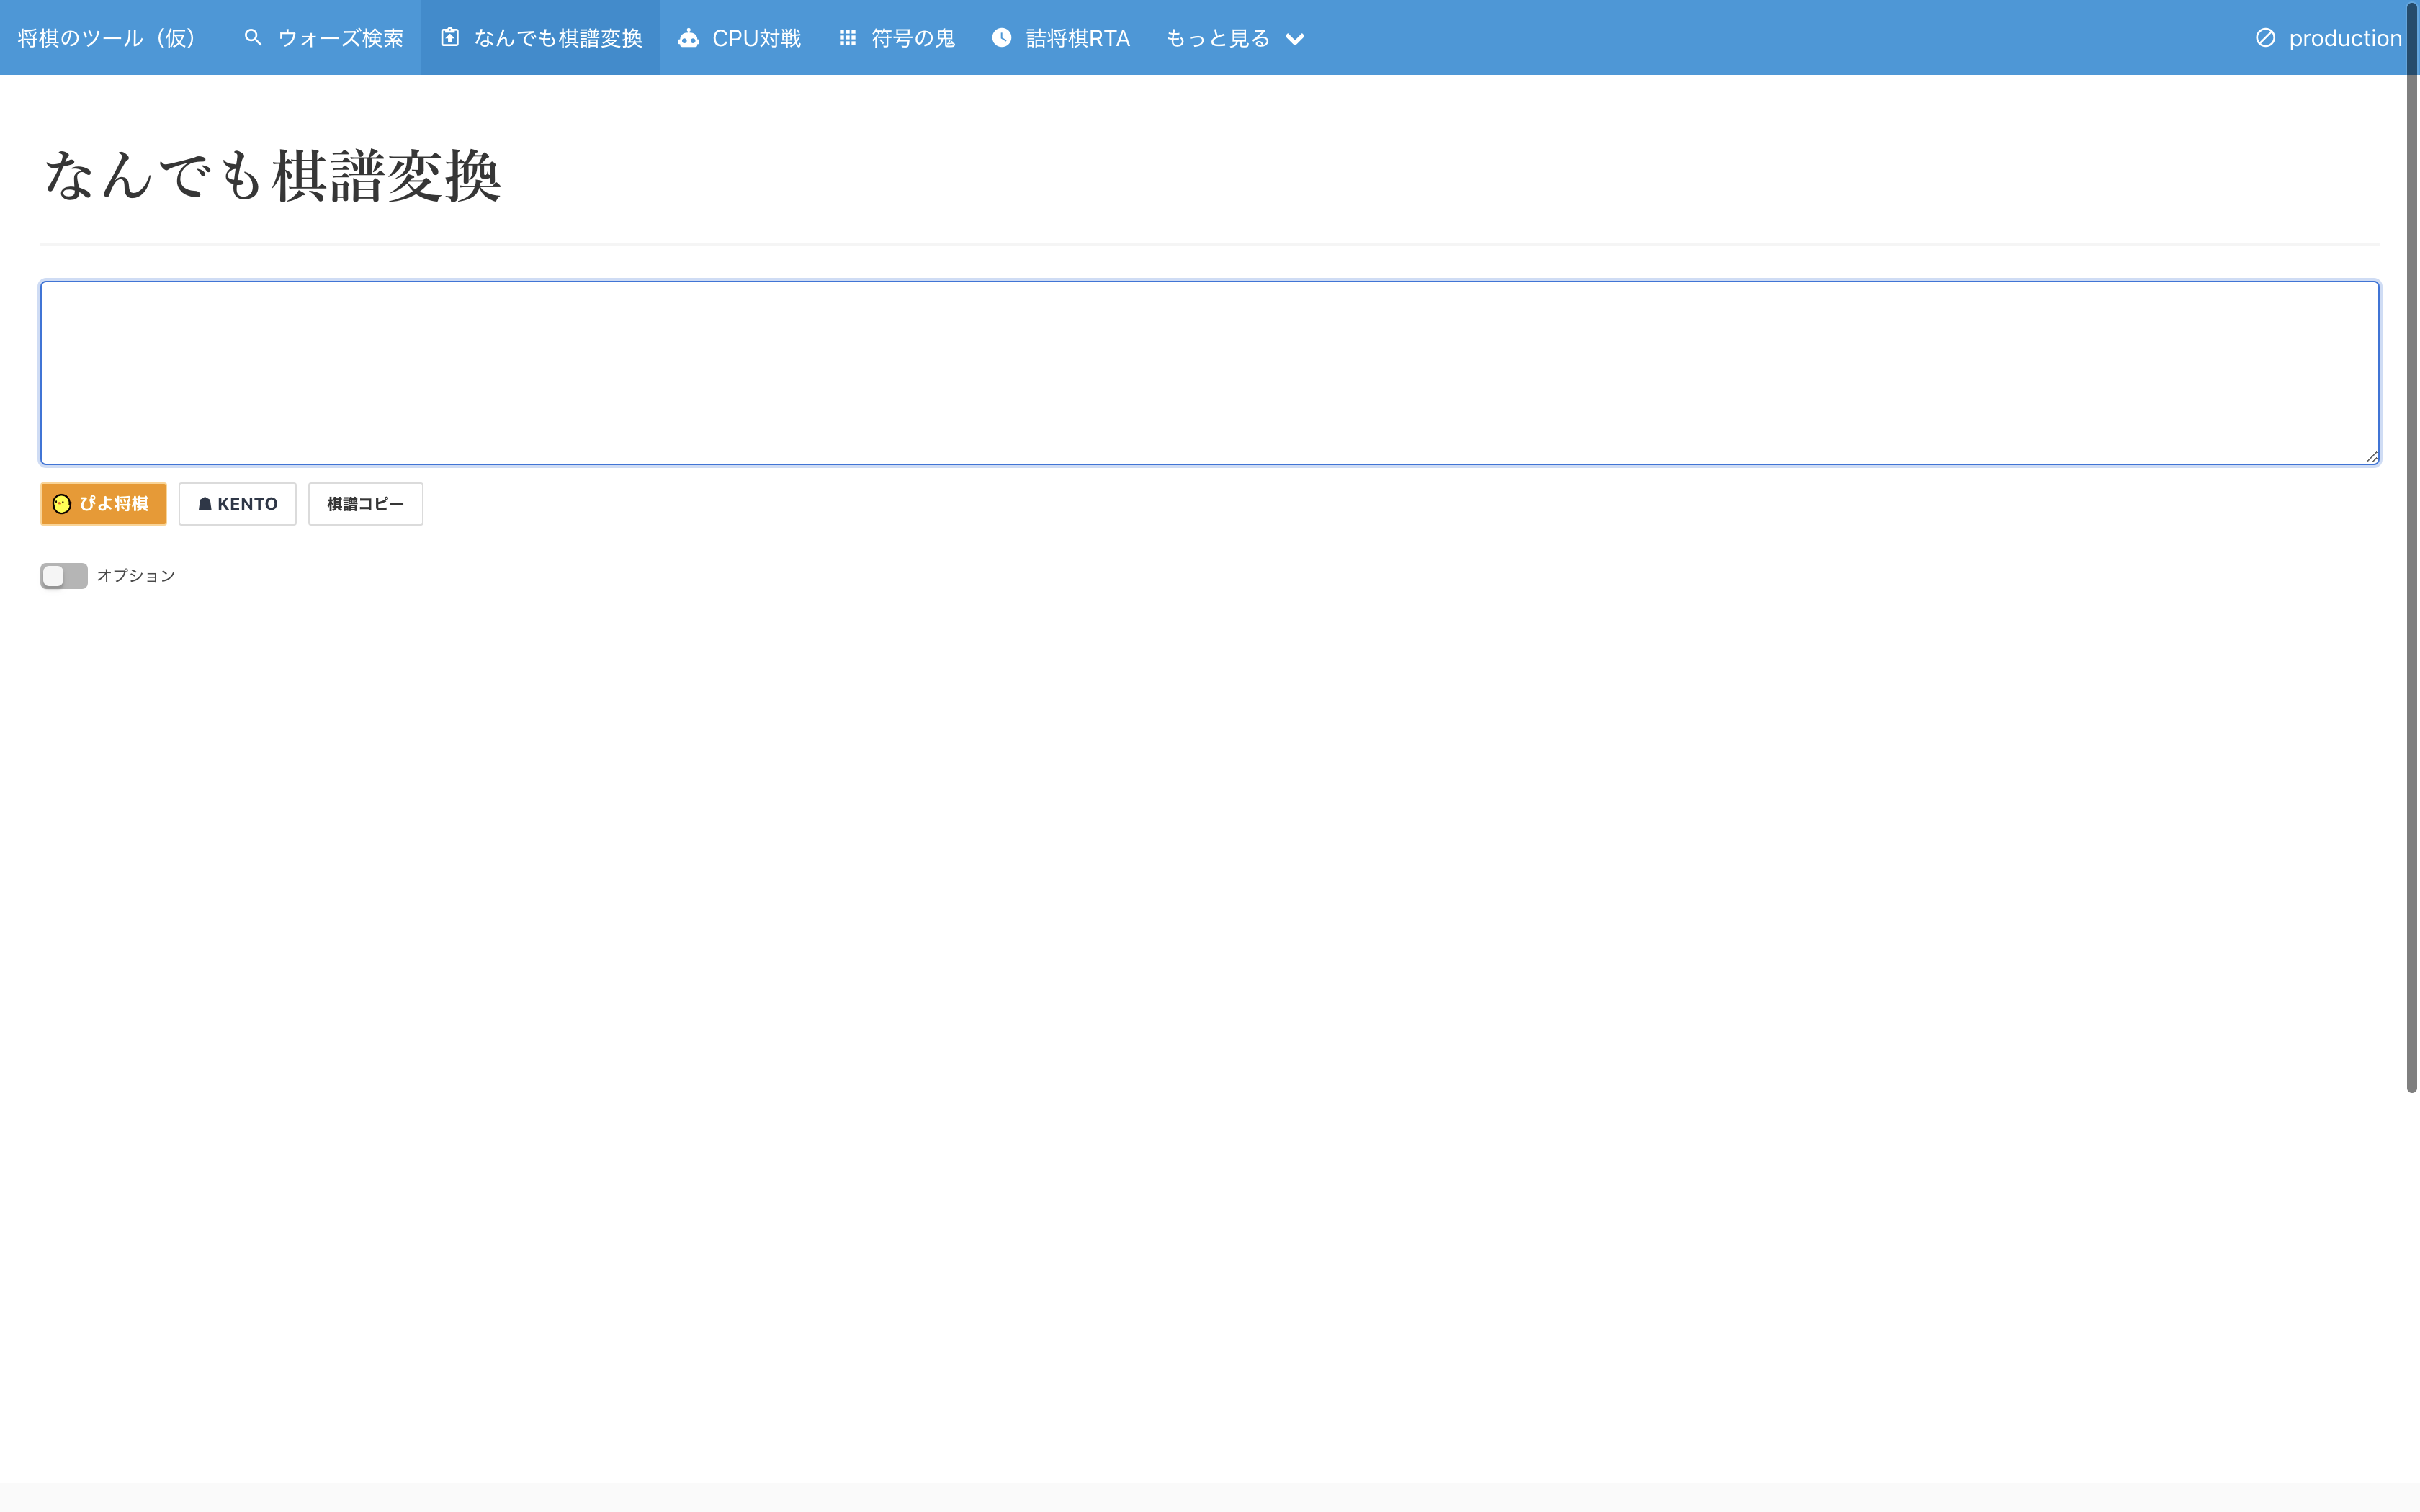 将棋のツール（仮） ウォーズ検索 なんでも棋譜変換 CPU対戦 符号の鬼 詰将棋RTA もっと見る production
なんでも棋譜変換
ぴよ将棋 KENTO 棋譜コピー
オプション